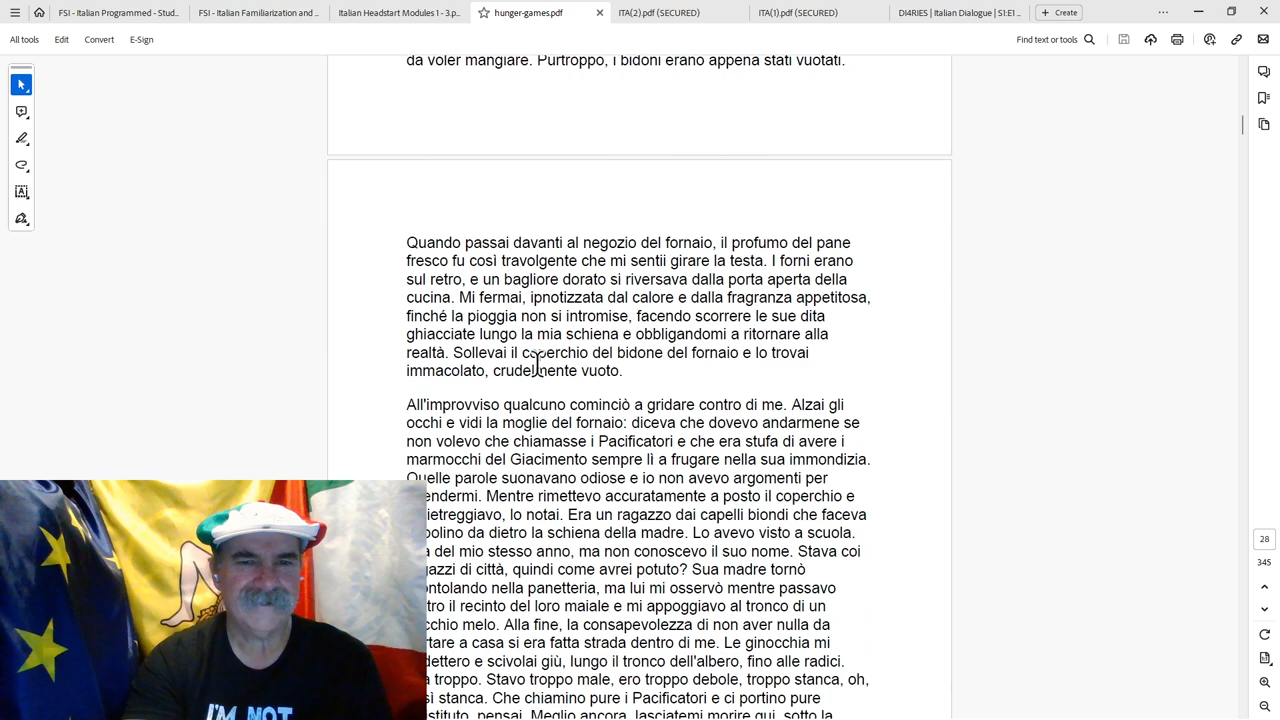 FSI - Italian Programmed - Stud...
FSI - Italian Familiarization and ...
Italian Headstart Modules 1 - 3.p...
hunger-games.pdf
ITA(2).pdf (SECURED)
ITA(1).pdf (SECURED)
DI4RIES | Italian Dialogue | S1:E1 ...
Create
All tools
Edit
Convert
E-Sign
Find text or tools
da voler mangiare. Purtroppo, i bidoni erano appena stati vuotati.
Quando passai davanti al negozio del fornaio, il profumo del pane
fresco fu così travolgente che mi sentii girare la testa. I forni erano
sul retro, e un bagliore dorato si riversava dalla porta aperta della
cucina. Mi fermai, ipnotizzata dal calore e dalla fragranza appetitosa,
finché la pioggia non si intromise, facendo scorrere le sue dita
ghiacciate lungo la mia schiena e obbligandomi a ritornare alla
realtà. Sollevai il coperchio del bidone del fornaio e lo trovai
immacolato, crudelmente vuoto.
All'improvviso qualcuno cominciò a gridare contro di me. Alzai gli
occhi e vidi la moglie del fornaio: diceva che dovevo andarmene se
non volevo che chiamasse i Pacificatori e che era stufa di avere i
marmocchi del Giacimento sempre lì a frugare nella sua immondizia.
Quelle parole suonavano odiose e io non avevo argomenti per
endermi. Mentre rimettevo accuratamente a posto il coperchio e
ietreggiavo, lo notai. Era un ragazzo dai capelli biondi che faceva
polino da dietro la schiena della madre. Lo avevo visto a scuola.
del mio stesso anno, ma non conoscevo il suo nome. Stava coi
gazzi di città, quindi come avrei potuto? Sua madre tornò
ontolando nella panetteria, ma lui mi osservò mentre passavo
tro il recinto del loro maiale e mi appoggiavo al tronco di un
cchio melo. Alla fine, la consapevolezza di non aver nulla da
rtare a casa si era fatta strada dentro di me. Le ginocchia mi
dettero e scivolai giù, lungo il tronco dell'albero, fino alle radici.
troppo. Stavo troppo male, ero troppo debole, troppo stanca, oh,
sì stanca. Che chiamino pure i Pacificatori e ci portino pure
stituto, pensai. Meglio ancora, lasciatemi morire qui, sotto la
28
345
I'M NOT